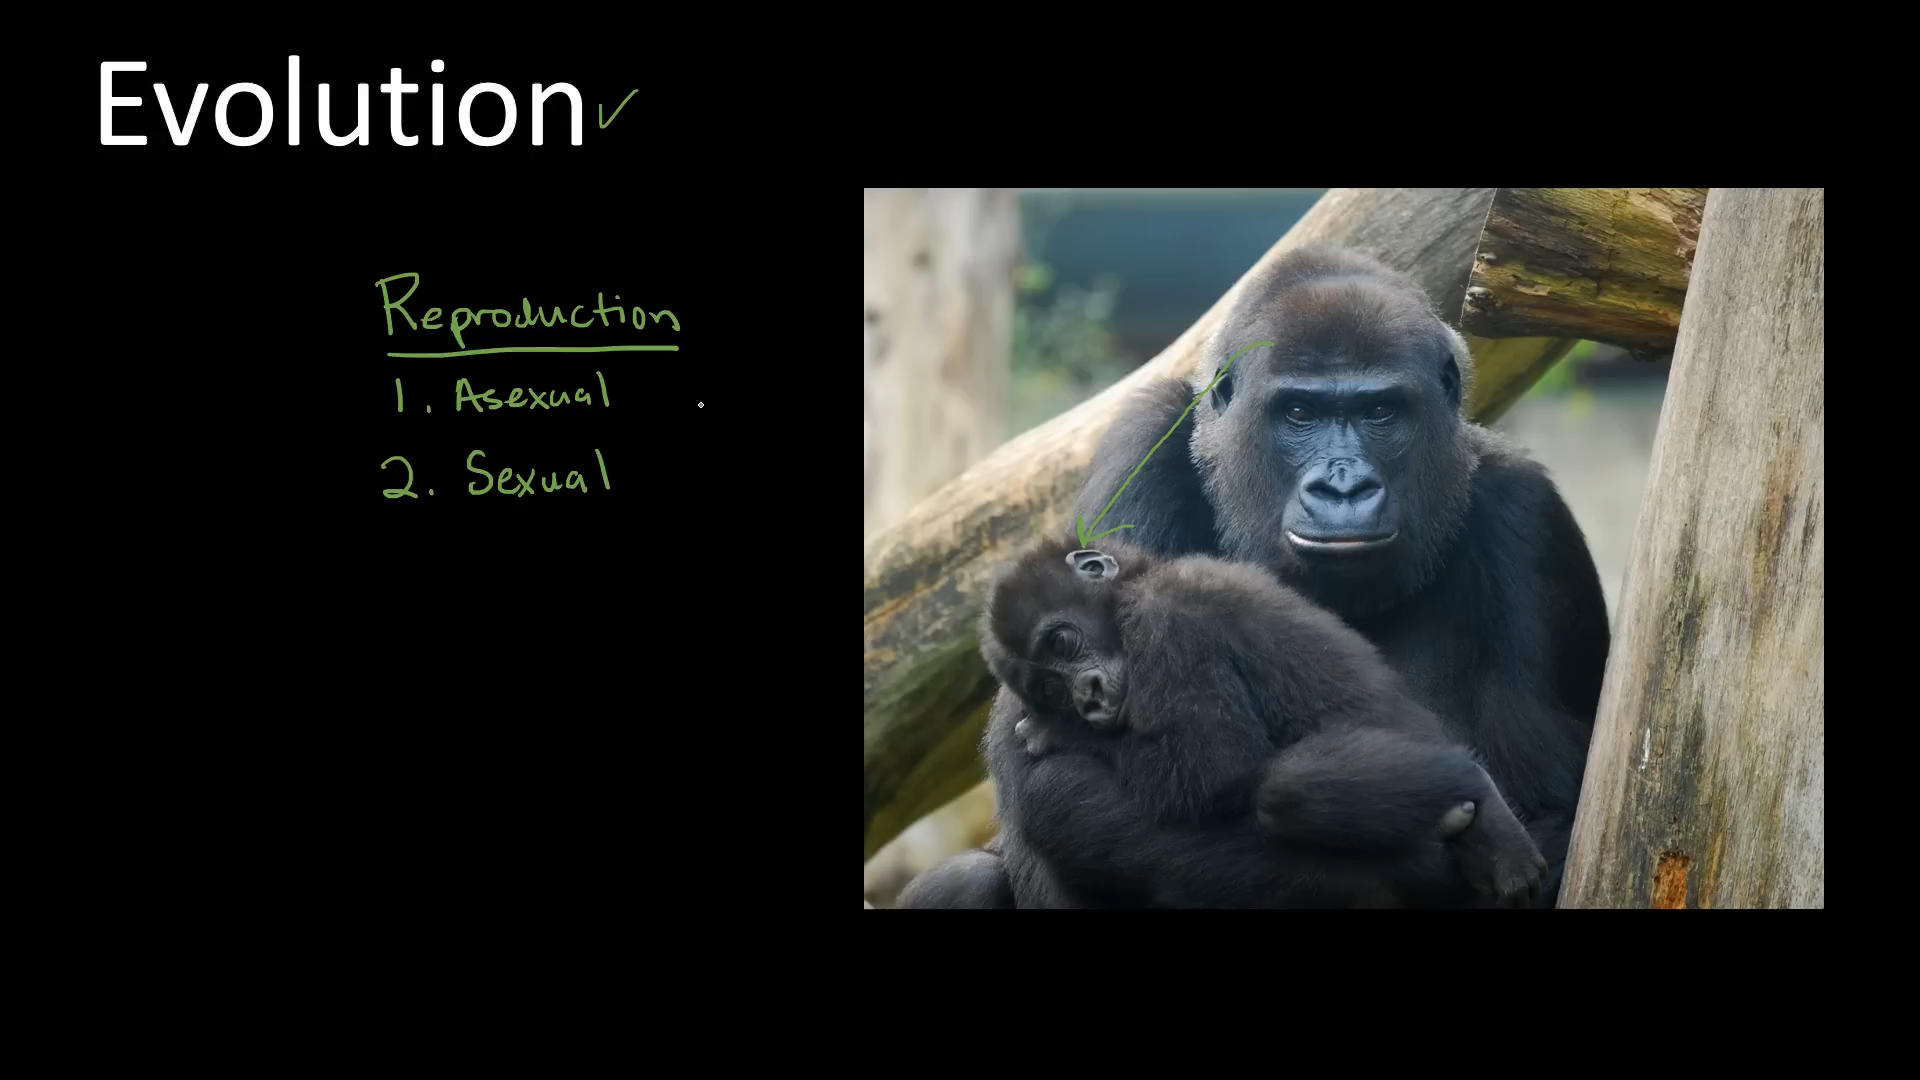 Evolution✓
Reproduction
1. Asexual
2. Sexual